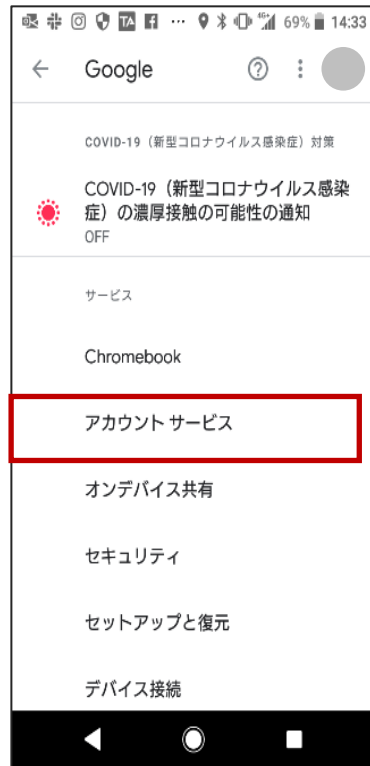 69% 14:33
Google
COVID-19（新型コロナウイルス感染症）対策
COVID-19（新型コロナウイルス感染
症）の濃厚接触の可能性の通知
OFF
サービス
Chromebook
アカウント サービス
オンデバイス共有
セキュリティ
セットアップと復元
デバイス接続